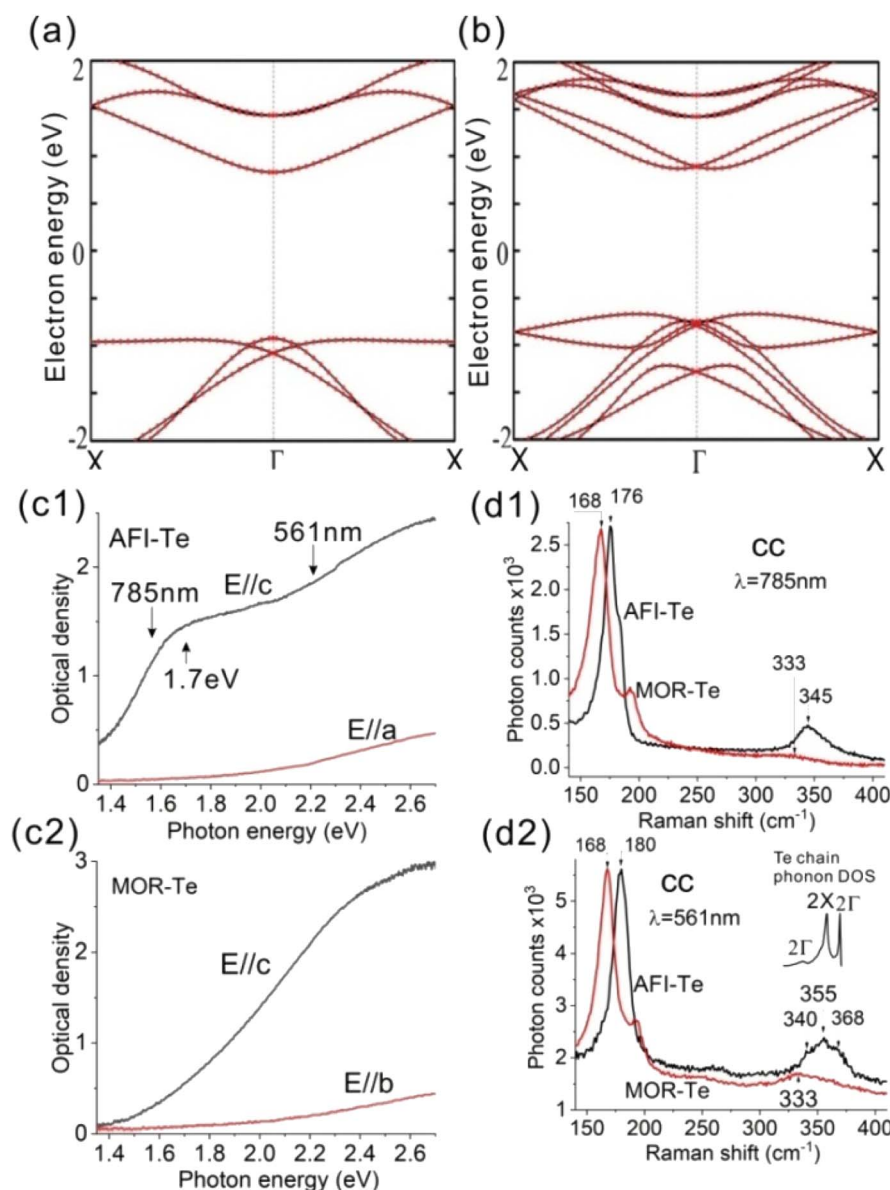 (a)
(b)
2
0
-2
Electron energy (eV)
X Γ X
2
0
-2
Electron energy (eV)
X Γ X
(c1)
AFI-Te
785nm
1.7eV
561nm
E//c
E//a
Optical density
2
1
0
1.4 1.6 1.8 2.0 2.2 2.4 2.6
Photon energy (eV)
(d1)
168 176
CC
λ=785nm
AFI-Te
MOR-Te
333
345
Photon counts x10³
2.5
2.0
1.5
1.0
0.5
0.0
150 200 250 300 350 400
Raman shift (cm⁻¹)
(c2)
MOR-Te
E//c
E//b
Optical density
3
2
1
0
1.4 1.6 1.8 2.0 2.2 2.4 2.6
Photon energy (eV)
(d2)
168 180
CC
λ=561nm
Te chain
phonon DOS
2X 2Γ
2Γ
AFI-Te
355
340 368
MOR-Te
333
Photon counts x10³
5
4
3
2
1
150 200 250 300 350 400
Raman shift (cm⁻¹)